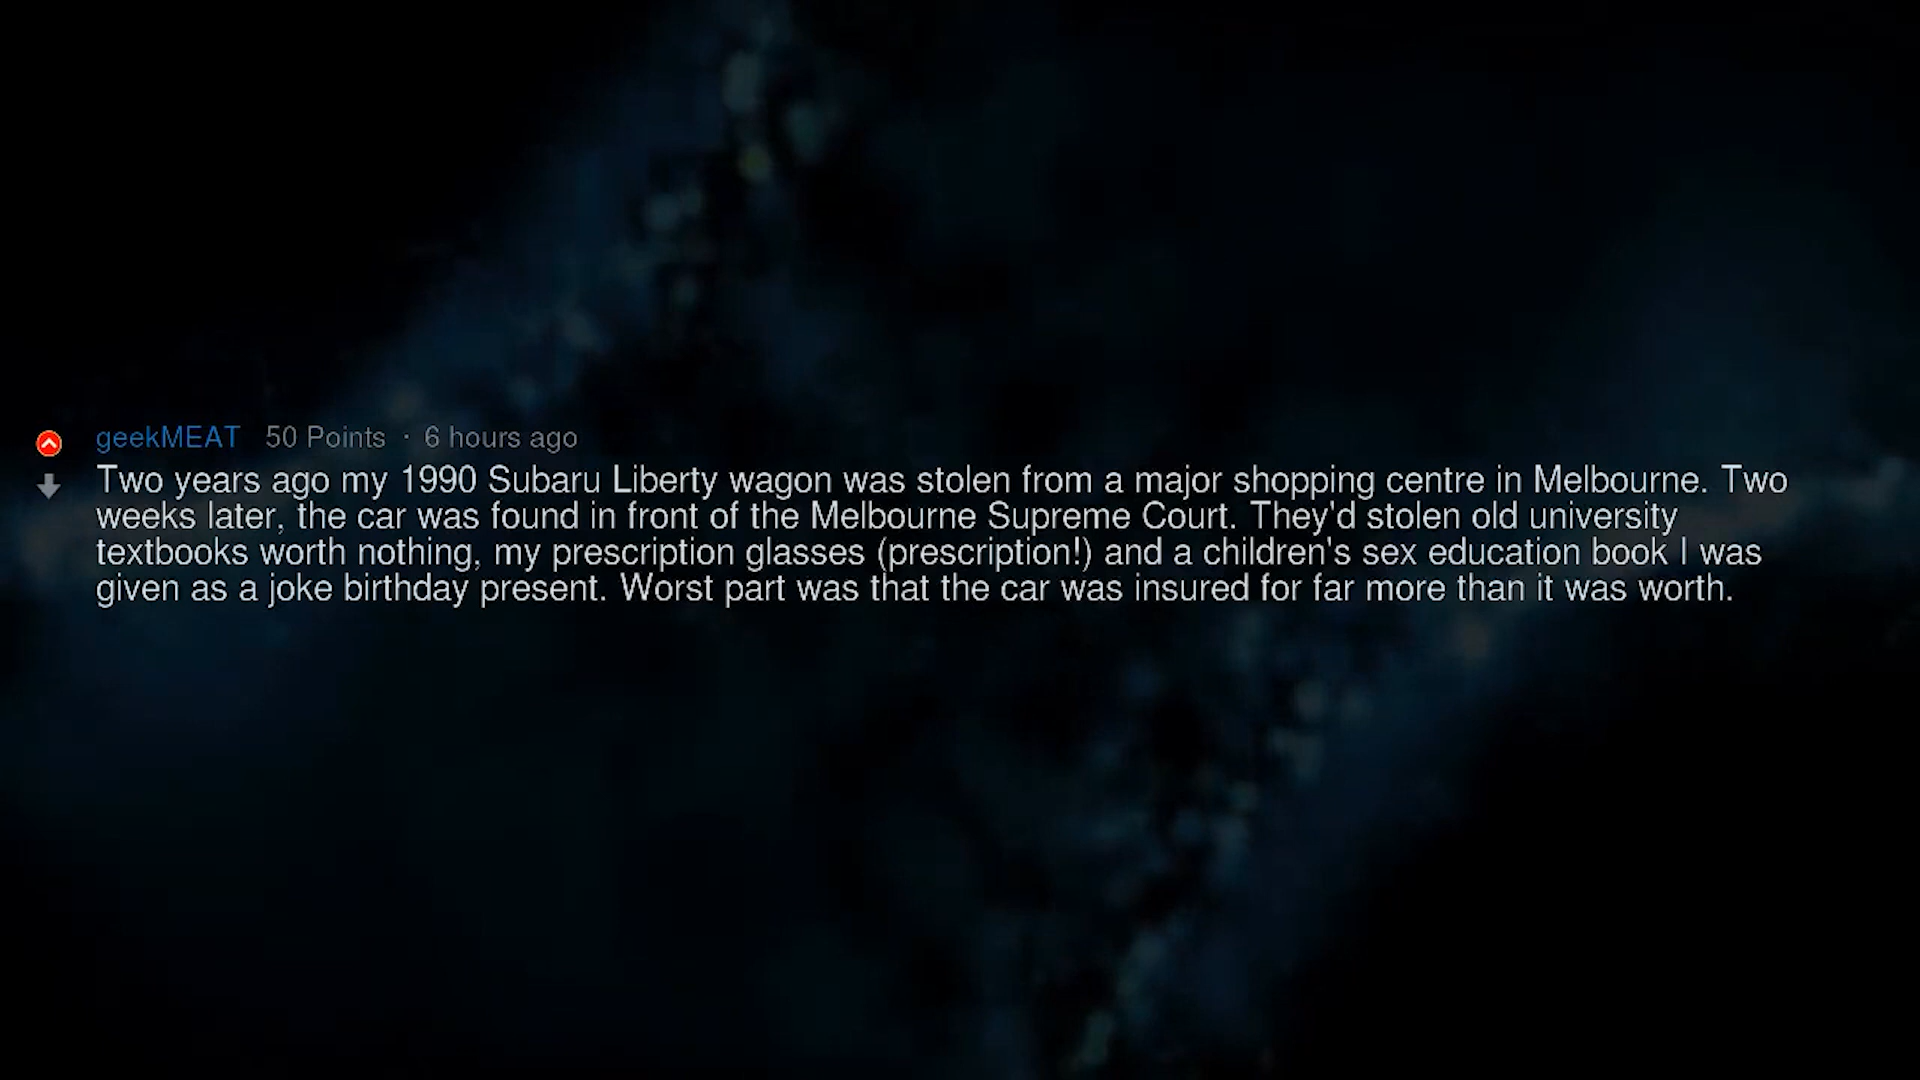 geekMEAT 50 Points · 6 hours ago
Two years ago my 1990 Subaru Liberty wagon was stolen from a major shopping centre in Melbourne. Two
weeks later, the car was found in front of the Melbourne Supreme Court. They'd stolen old university
textbooks worth nothing, my prescription glasses (prescription!) and a children's sex education book I was
given as a joke birthday present. Worst part was that the car was insured for far more than it was worth.